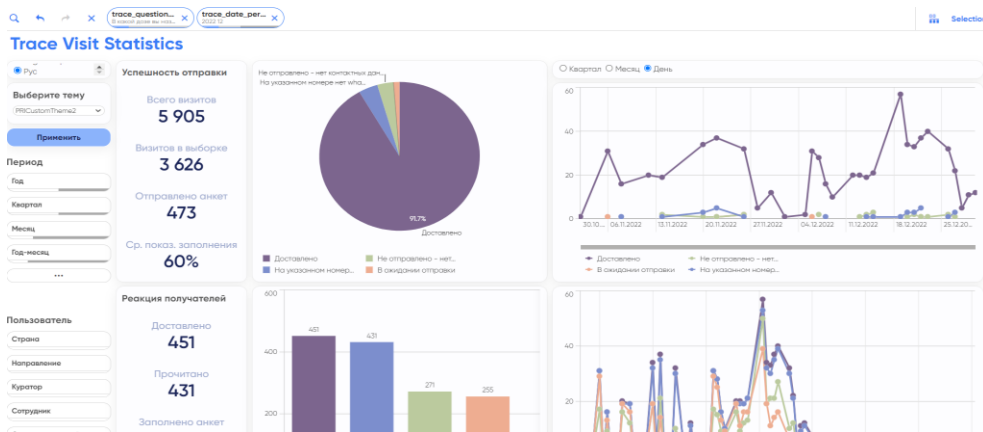 trace_question...
В какой доле вы наз...
trace_date_per...
2022 12
Selection
Trace Visit Statistics
Рус
Выберите тему
PRICustomTheme2
Применить
Период
Год
Квартал
Месяц
Год-месяц
...
Пользователь
Страна
Направление
Куратор
Сотрудник
Успешность отправки
Всего визитов
5 905
Визитов в выборке
3 626
Отправлено анкет
473
Ср. показ. заполнения
60%
Реакция получателей
Доставлено
451
Прочитано
431
Заполнено анкет
Не отправлено - нет контактных дан...
На указанном номере нет wha...
91,7%
Доставлено
Доставлено
Не отправлено - нет...
На указанном номер...
В ожидании отправки
600
400
200
451
431
271
255
Квартал
Месяц
День
60
40
20
0
30.10...
06.11.2022
13.11.2022
20.11.2022
27.11.2022
04.12.2022
11.12.2022
18.12.2022
25.12.20...
Доставлено
Не отправлено - нет...
В ожидании отправки
На указанном номер...
60
40
20